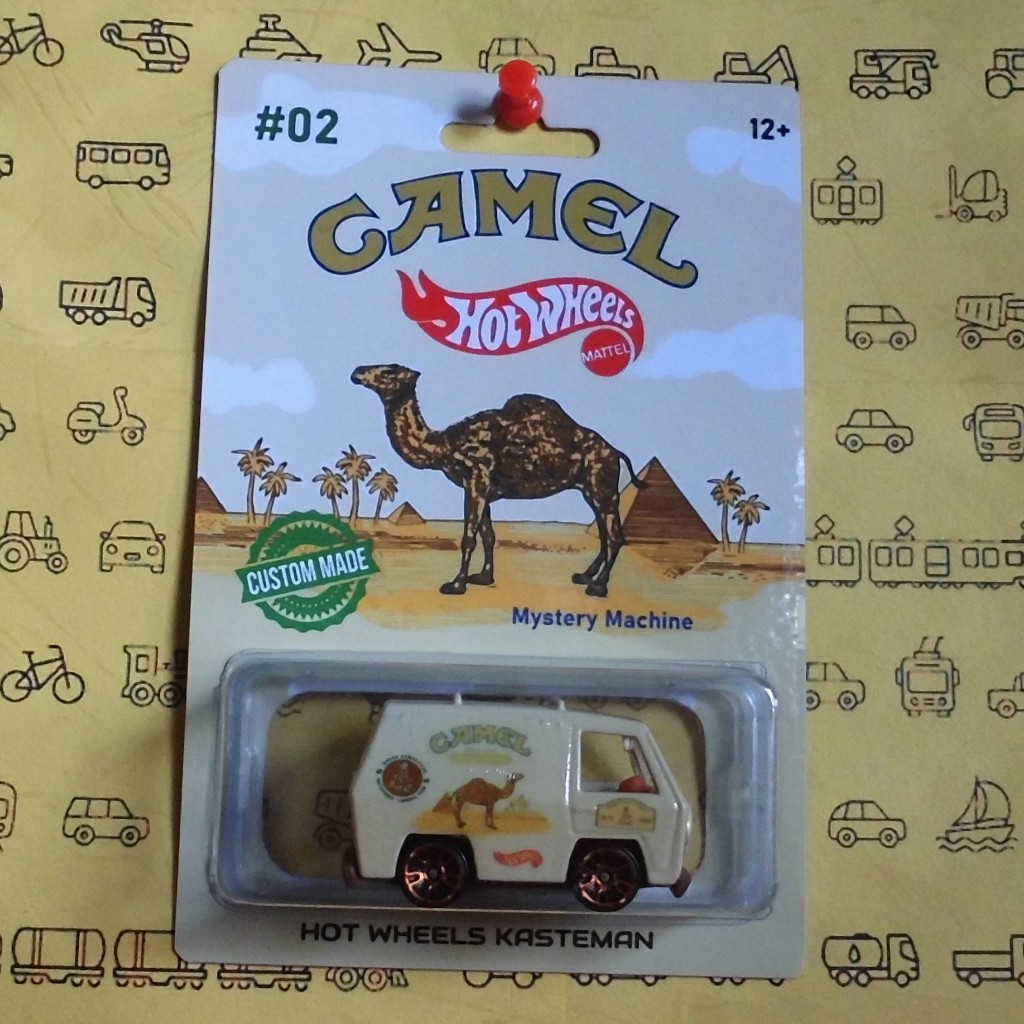 #02
12+
CAMEL
Hot Wheels
MATTEL
CUSTOM MADE
Mystery Machine
CAMEL
HOT WHEELS KASTEMAN